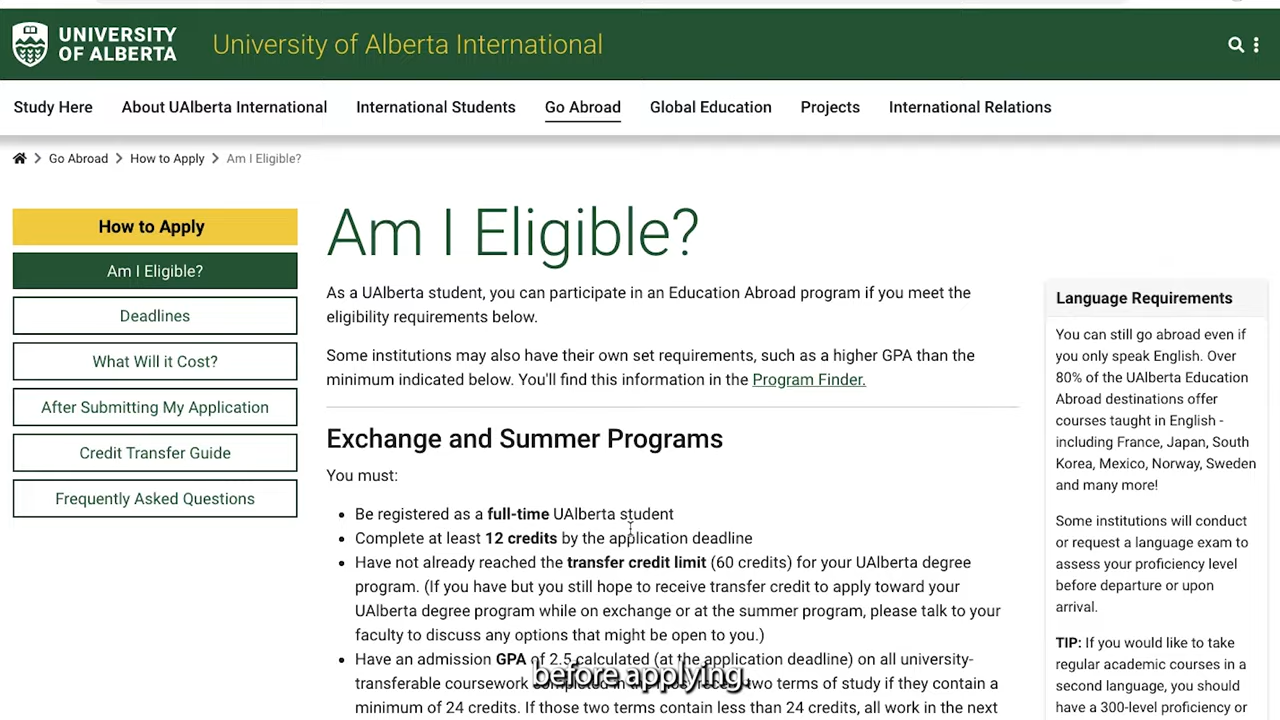 UNIVERSITY
OF ALBERTA
University of Alberta International
Study Here About UAlberta International International Students Go Abroad Global Education Projects International Relations
Go Abroad How to Apply Am I Eligible?
How to Apply
Am I Eligible?
Deadlines
What Will it Cost?
After Submitting My Application
Credit Transfer Guide
Frequently Asked Questions
Am I Eligible?
As a UAlberta student, you can participate in an Education Abroad program if you meet the
eligibility requirements below.
Some institutions may also have their own set requirements, such as a higher GPA than the
minimum indicated below. You'll find this information in the Program Finder.
Exchange and Summer Programs
You must:
• Be registered as a full-time UAlberta student
• Complete at least 12 credits by the application deadline
• Have not already reached the transfer credit limit (60 credits) for your UAlberta degree
program. (If you have but you still hope to receive transfer credit to apply toward your
UAlberta degree program while on exchange or at the summer program, please talk to your
faculty to discuss any options that might be open to you.)
• Have an admission GPA of 2.5 calculated (at the application deadline) on all university-
transferable coursework two terms of study if they contain a
minimum of 24 credits. If those two terms contain less than 24 credits, all work in the next
before applying.
Language Requirements
You can still go abroad even if
you only speak English. Over
80% of the UAlberta Education
Abroad destinations offer
courses taught in English -
including France, Japan, South
Korea, Mexico, Norway, Sweden
and many more!
Some institutions will conduct
or request a language exam to
assess your proficiency level
before departure or upon
arrival.
TIP: If you would like to take
regular academic courses in a
second language, you should
have a 300-level proficiency or